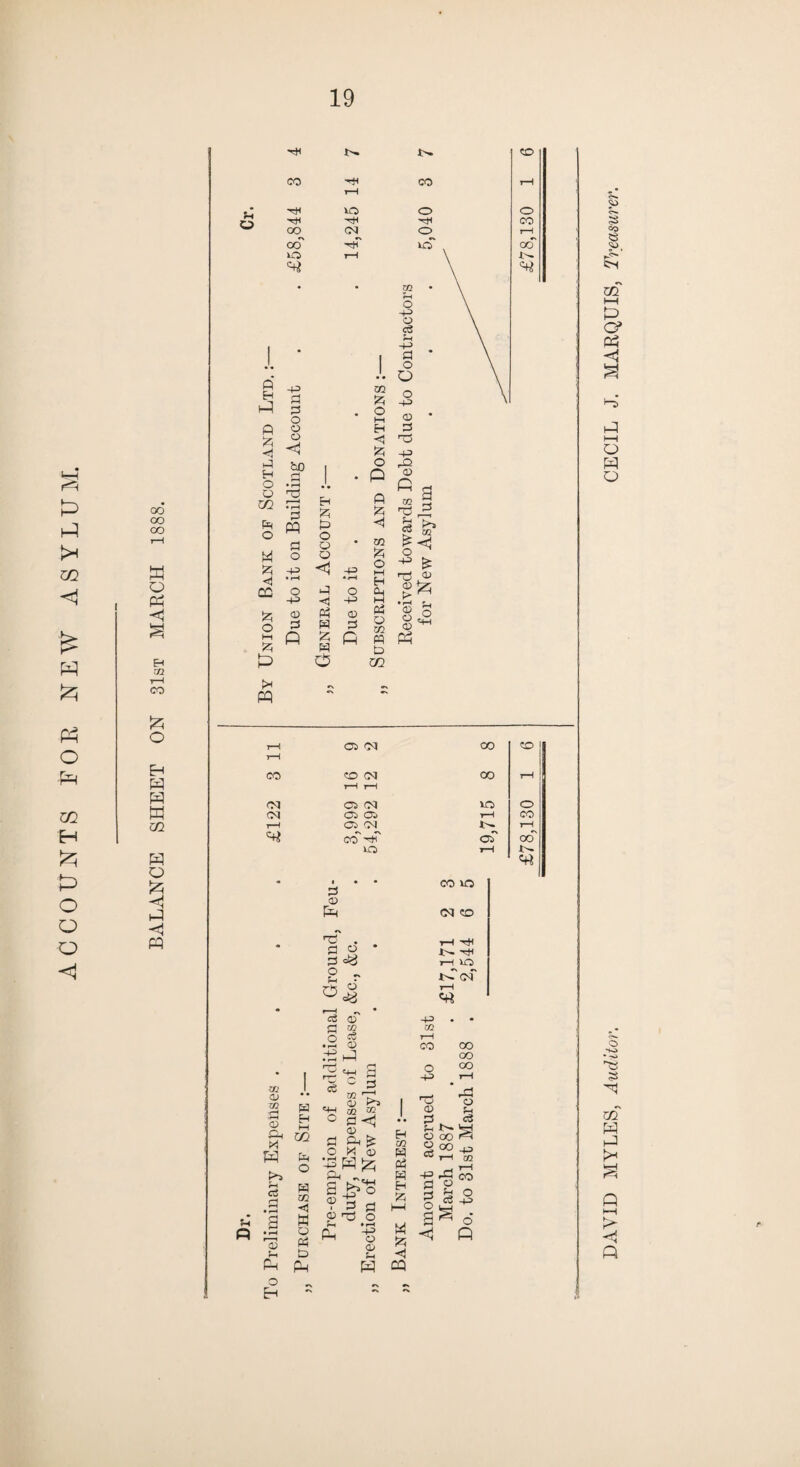 19
ACCOUNTS FOR NEW ASYLUM.
BALANCE SHEET ON 31ST MARCH 1888.
Dr.
To Preliminary Expenses . . . £122 3 11
„ PURCHASE OF SITE :—
Pre-emption of additional Ground, Feu-
duty, Expenses of Lease, &c., &c. . 3,999 16 9
„ Erection of New Asylum . . . 54,292 12 2
„ BANK INTEREST :—
Amount accrued to 31st
March 1887 . . £17,171 2 3
Do. to 31st March 1888 . 2,544 6 5
19,715 8 8
£78,130 1 6
Cr.
BY UNION BANK OF SCOTLAND LTD. :—
Due to it on Building Account . . £58,844 3 4
„ GENERAL ACCOUNT :—
Due to it . . . . 14,245 14 7
„ SUBSCRIPTIONS AND DONATIONS :—
Received towards Debt due to Contractors
for New Asylum . . . 5,040 3 7
£78,130 1 6
DAVID MYLES, Auditor.
CECIL J. MARQUIS, Treasurer.